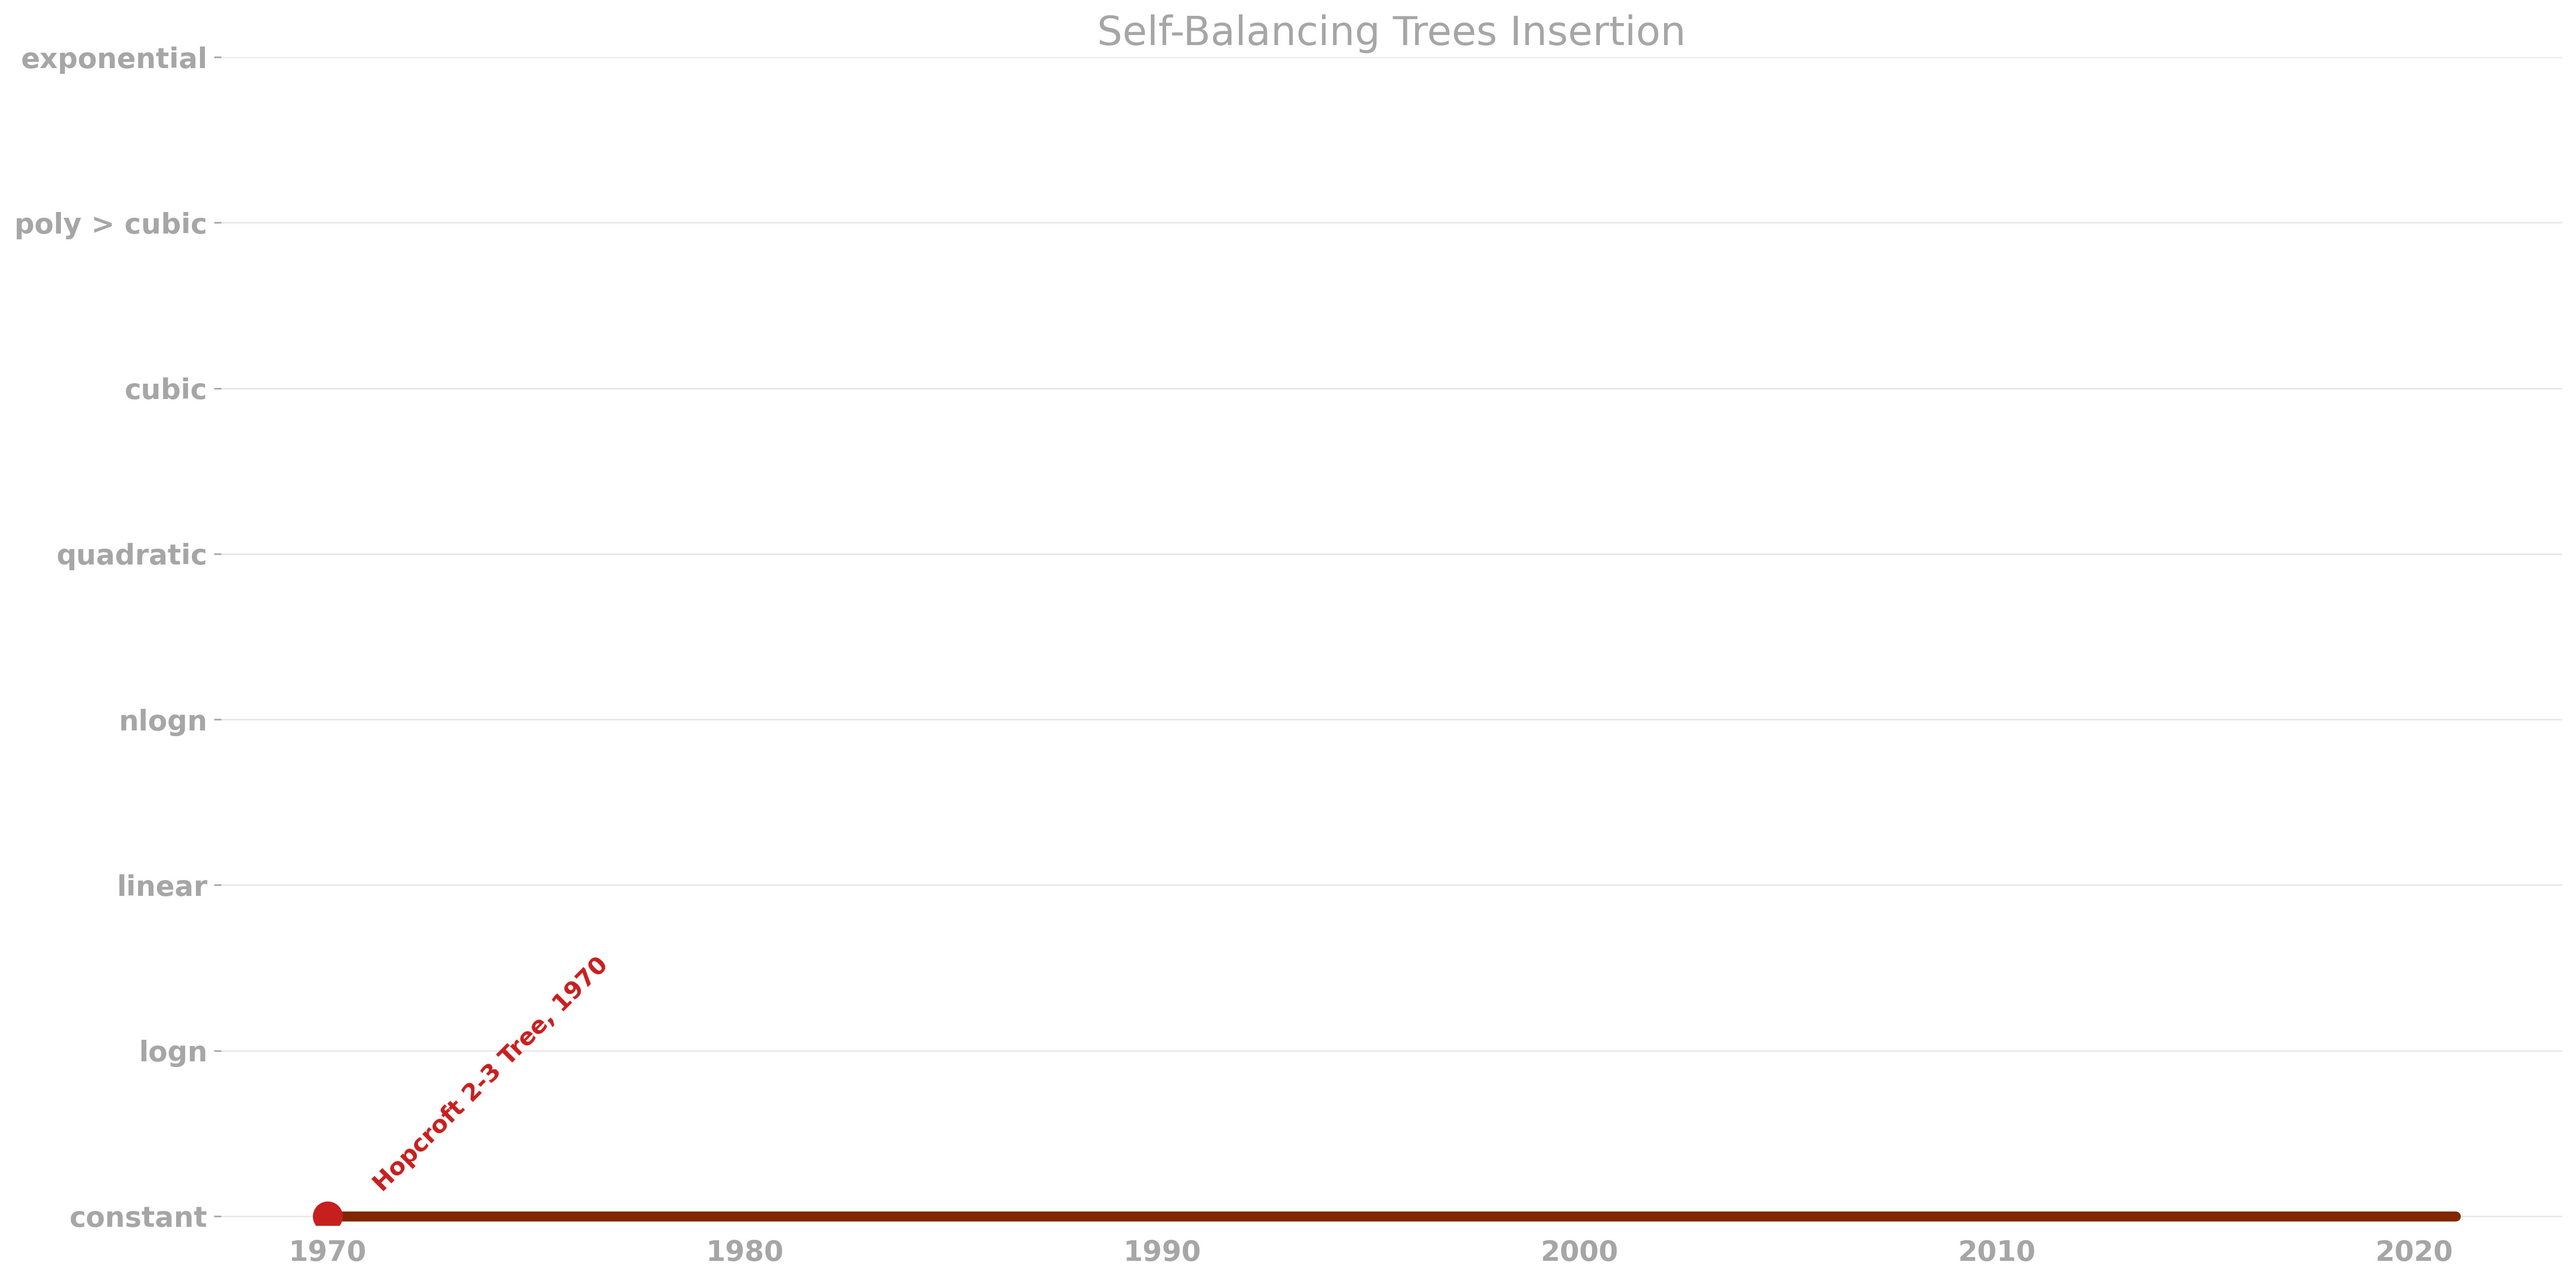 Self-Balancing Trees Insertion
exponential
poly > cubic
cubic
quadratic
nlogn
linear
logn
constant
Hopcroft 2-3 Tree, 1970
1970 1980 1990 2000 2010 2020